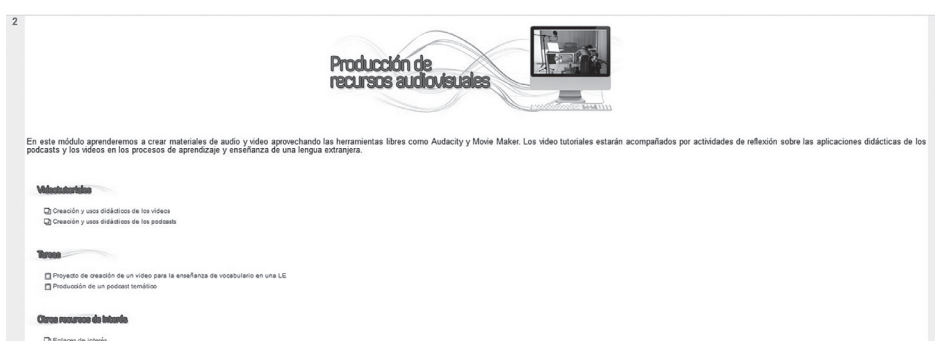 2
Producción de
recursos audiovisuales
En este módulo aprenderemos a crear materiales de audio y video aprovechando las herramientas libres como Audacity y Movie Maker. Los video tutoriales estarán acompañados por actividades de reflexión sobre las aplicaciones didácticas de los
podcasts y los videos en los procesos de aprendizaje y enseñanza de una lengua extranjera.
Videotutoriales
Creación y usos didácticos de los videos
Creación y usos didácticos de los podcasts
Tareas
Proyecto de creación de un video para la enseñanza de vocabulario en una LE
Producción de un podcast temático
Otros recursos de interés
Enlaces de interés